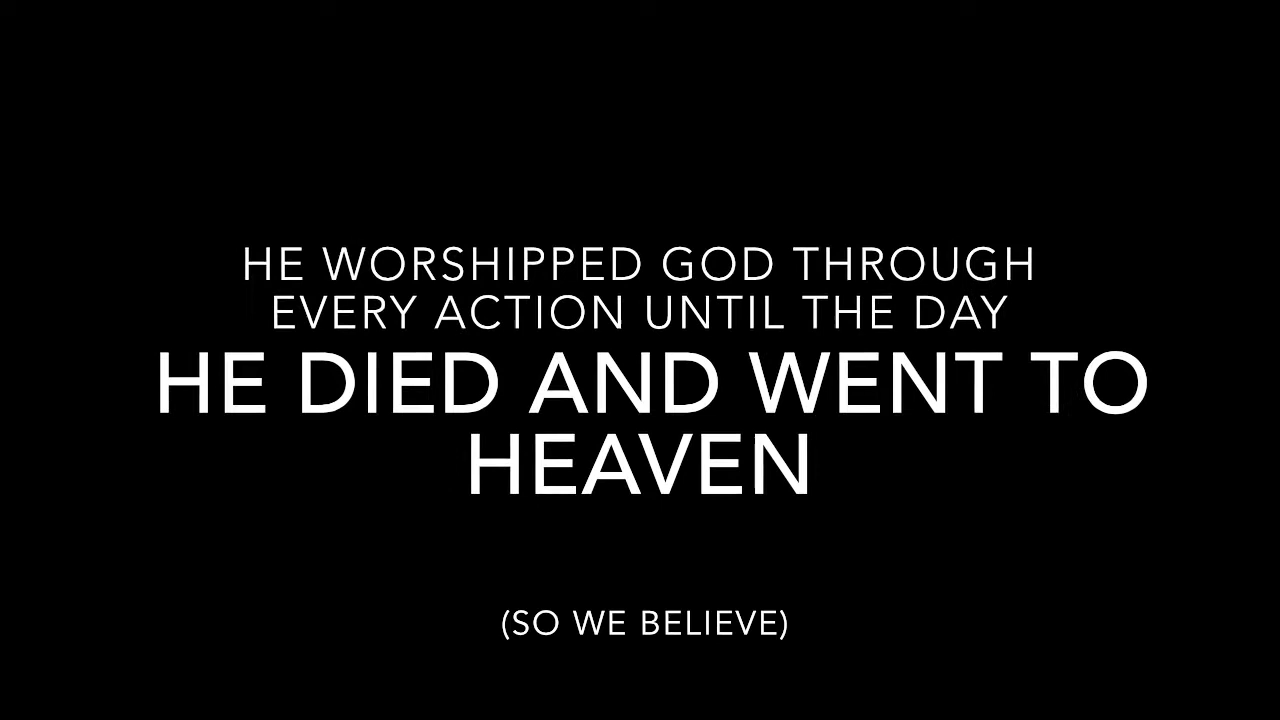 HE WORSHIPPED GOD THROUGH
EVERY ACTION UNTIL THE DAY
HE DIED AND WENT TO
HEAVEN
(SO WE BELIEVE)